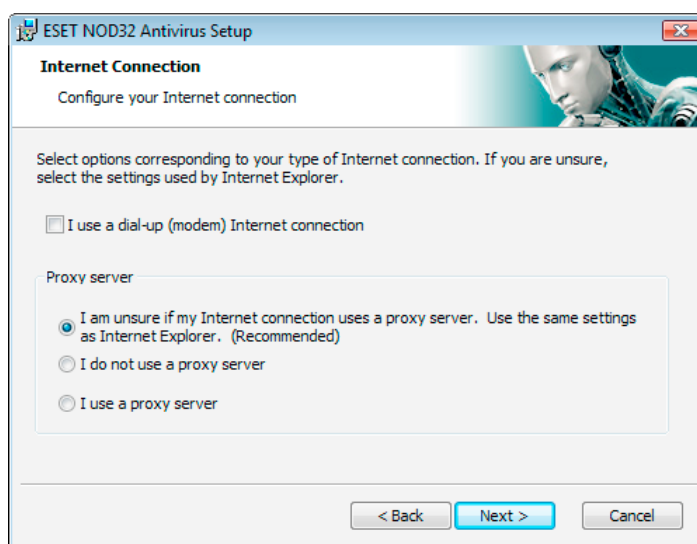 ESET NOD32 Antivirus Setup
Internet Connection
Configure your Internet connection
Select options corresponding to your type of Internet connection. If you are unsure,
select the settings used by Internet Explorer.
I use a dial-up (modem) Internet connection
Proxy server
I am unsure if my Internet connection uses a proxy server.  Use the same settings
as Internet Explorer.  (Recommended)
I do not use a proxy server
I use a proxy server
< Back
Next >
Cancel